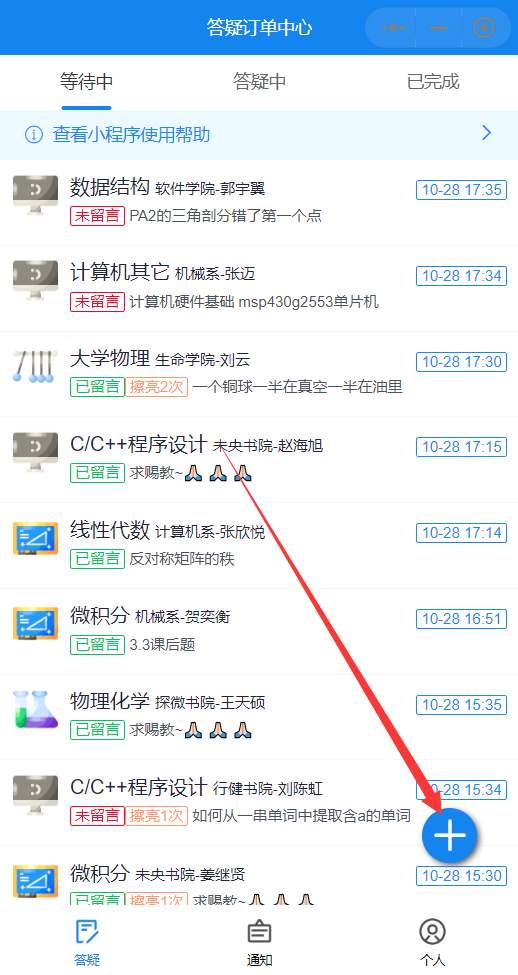 答疑订单中心
等待中 答疑中 已完成
查看小程序使用帮助
数据结构 软件学院-郭宇翼 10-28 17:35
未留言 PA2的三角剖分错了第一个点
计算机其它 机械系-张迈 10-28 17:34
未留言 计算机硬件基础 msp430g2553单片机
大学物理 生命学院-刘云 10-28 17:30
已留言 擦亮2次 一个铜球一半在真空一半在油里
C/C++程序设计 未央书院-赵海旭 10-28 17:15
已留言 求赐教~🙏🏻 🙏🏻 🙏🏻
线性代数 计算机系-张欣悦 10-28 17:14
已留言 反对称矩阵的秩
微积分 机械系-贺奕衡 10-28 16:51
已留言 3.3课后题
物理化学 探微书院-王天硕 10-28 15:35
已留言 求赐教~🙏🏻 🙏🏻 🙏🏻
C/C++程序设计 行健书院-刘陈虹 10-28 15:34
未留言 擦亮1次 如何从一串单词中提取含a的单词
微积分 未央书院-姜继贤 10-28 15:30
已留言 擦亮1次 求赐教~🙏🏻 🙏🏻 🙏🏻
答疑 通知 个人